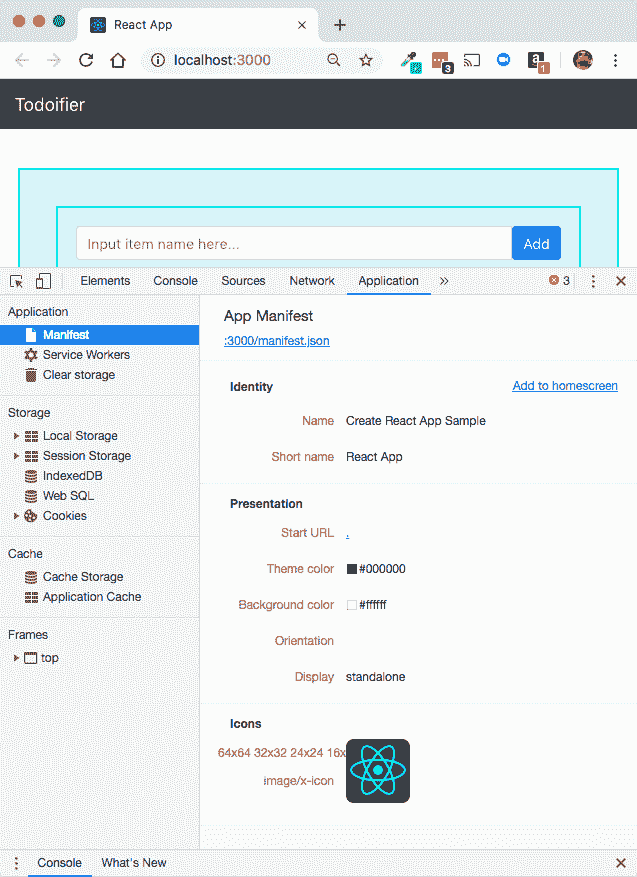 React App
localhost:3000
3
1
Todoifier
Input item name here...
Add
Elements Console Sources Network Application » 3
Application
Manifest
Service Workers
Clear storage
Storage
Local Storage
Session Storage
IndexedDB
Web SQL
Cookies
Cache
Cache Storage
Application Cache
Frames
top
App Manifest
:3000/manifest.json
Identity
Add to homescreen
Name Create React App Sample
Short name React App
Presentation
Start URL .
Theme color #000000
Background color #ffffff
Orientation
Display standalone
Icons
64x64 32x32 24x24 16x
image/x-icon
Console What's New